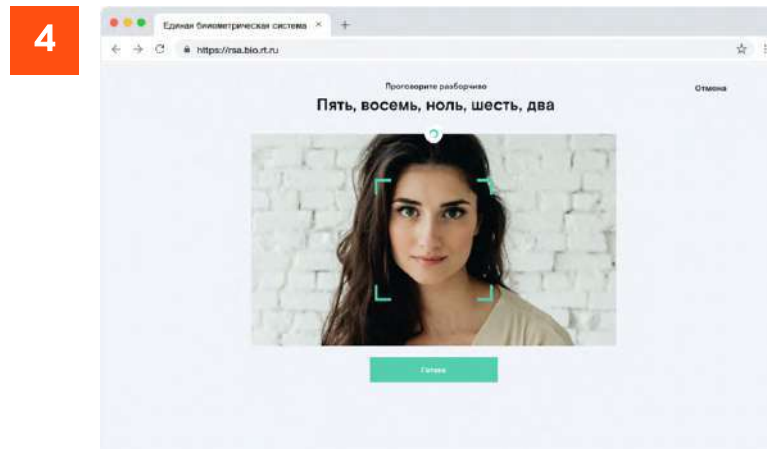 4
Единая биометрическая система × +
https://rsa.bio.rt.ru
Проговорите разборчиво
Отмена
Пять, восемь, ноль, шесть, два
Готово